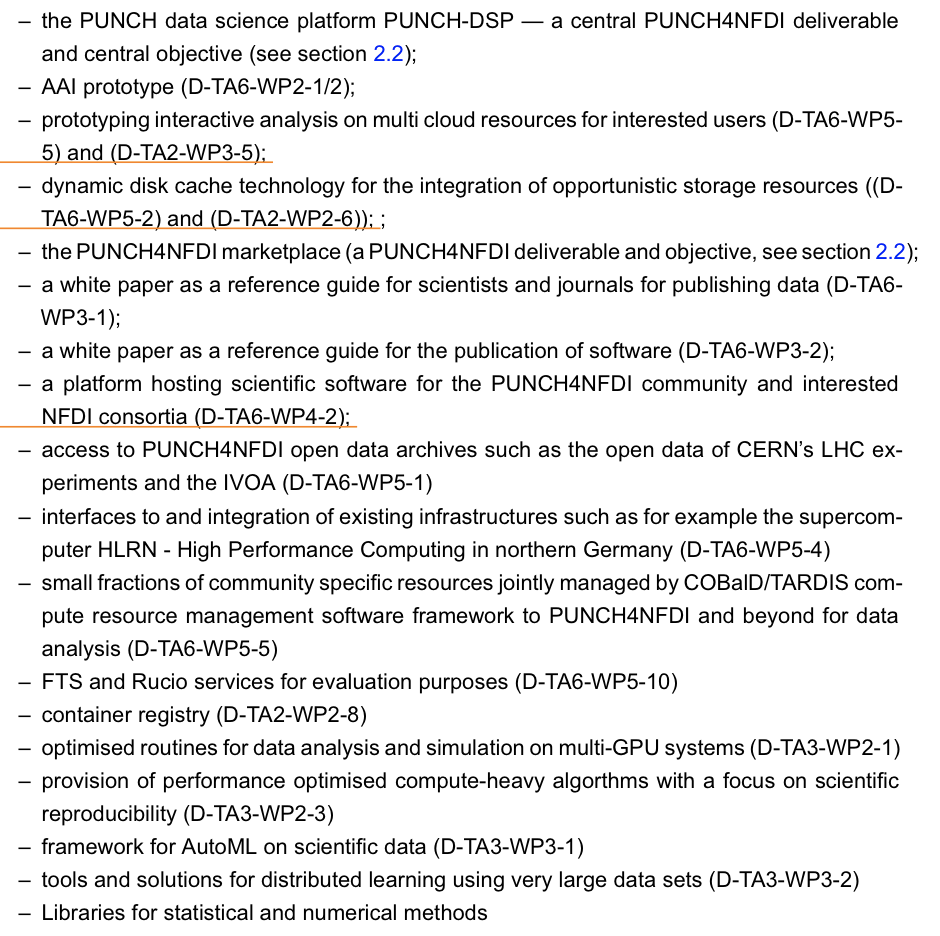 – the PUNCH data science platform PUNCH-DSP — a central PUNCH4NFDI deliverable
and central objective (see section 2.2);
– AAI prototype (D-TA6-WP2-1/2);
– prototyping interactive analysis on multi cloud resources for interested users (D-TA6-WP5-
5) and (D-TA2-WP3-5);
– dynamic disk cache technology for the integration of opportunistic storage resources ((D-
TA6-WP5-2) and (D-TA2-WP2-6)); ;
– the PUNCH4NFDI marketplace (a PUNCH4NFDI deliverable and objective, see section 2.2);
– a white paper as a reference guide for scientists and journals for publishing data (D-TA6-
WP3-1);
– a white paper as a reference guide for the publication of software (D-TA6-WP3-2);
– a platform hosting scientific software for the PUNCH4NFDI community and interested
NFDI consortia (D-TA6-WP4-2);
– access to PUNCH4NFDI open data archives such as the open data of CERN’s LHC ex-
periments and the IVOA (D-TA6-WP5-1)
– interfaces to and integration of existing infrastructures such as for example the supercom-
puter HLRN - High Performance Computing in northern Germany (D-TA6-WP5-4)
– small fractions of community specific resources jointly managed by COBalD/TARDIS com-
pute resource management software framework to PUNCH4NFDI and beyond for data
analysis (D-TA6-WP5-5)
– FTS and Rucio services for evaluation purposes (D-TA6-WP5-10)
– container registry (D-TA2-WP2-8)
– optimised routines for data analysis and simulation on multi-GPU systems (D-TA3-WP2-1)
– provision of performance optimised compute-heavy algorthms with a focus on scientific
reproducibility (D-TA3-WP2-3)
– framework for AutoML on scientific data (D-TA3-WP3-1)
– tools and solutions for distributed learning using very large data sets (D-TA3-WP3-2)
– Libraries for statistical and numerical methods